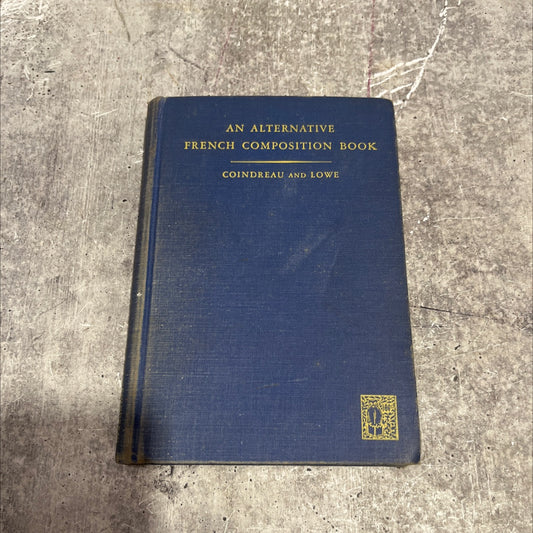 AN ALTERNATIVE
FRENCH COMPOSITION BOOK
COINDREAU AND LOWE